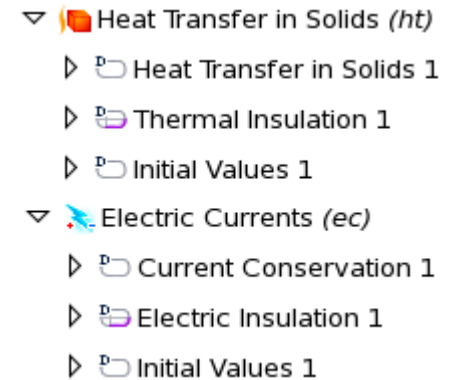 Heat Transfer in Solids (ht)
D Heat Transfer in Solids 1
D Thermal Insulation 1
D Initial Values 1
Electric Currents (ec)
D Current Conservation 1
D Electric Insulation 1
D Initial Values 1